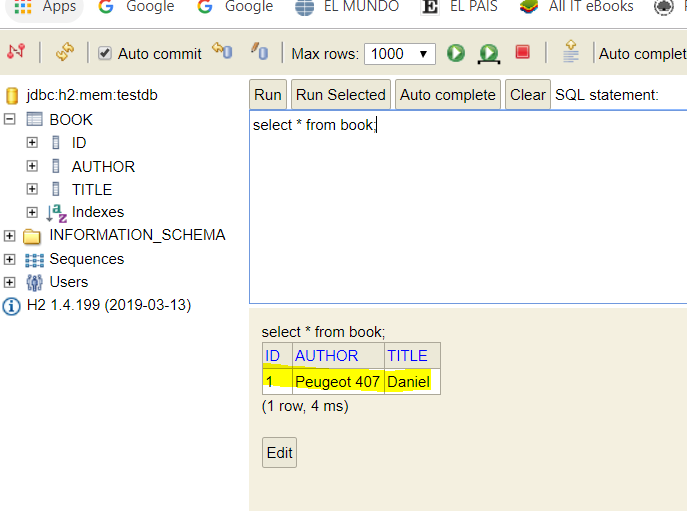 Apps Google Google EL MUNDO EL PAÍS All IT eBooks
Auto commit Max rows: 1000 Auto complet
jdbc:h2:mem:testdb
BOOK
ID
AUTHOR
TITLE
Indexes
INFORMATION_SCHEMA
Sequences
Users
H2 1.4.199 (2019-03-13)
Run Run Selected Auto complete Clear SQL statement:
select * from book;
select * from book;
ID AUTHOR TITLE
1 Peugeot 407 Daniel
(1 row, 4 ms)
Edit